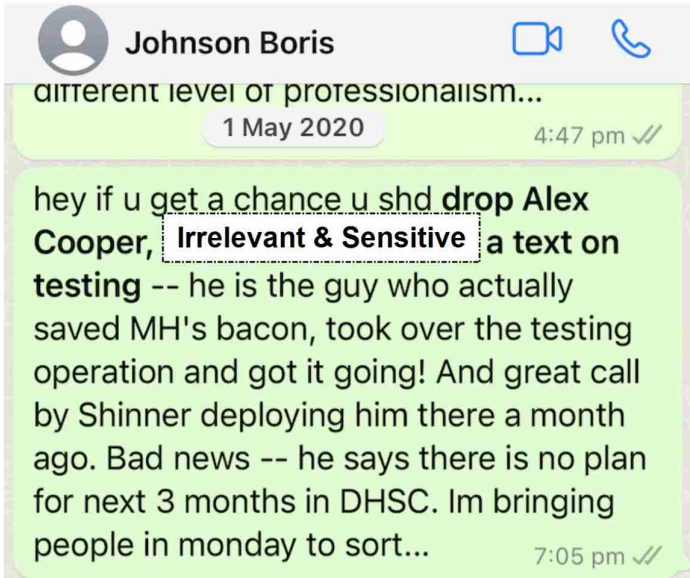 Johnson Boris
different level of professionalism...
1 May 2020
4:47 pm
hey if u get a chance u shd drop Alex
Cooper, Irrelevant & Sensitive a text on
testing -- he is the guy who actually
saved MH's bacon, took over the testing
operation and got it going! And great call
by Shinner deploying him there a month
ago. Bad news -- he says there is no plan
for next 3 months in DHSC. Im bringing
people in monday to sort...
7:05 pm